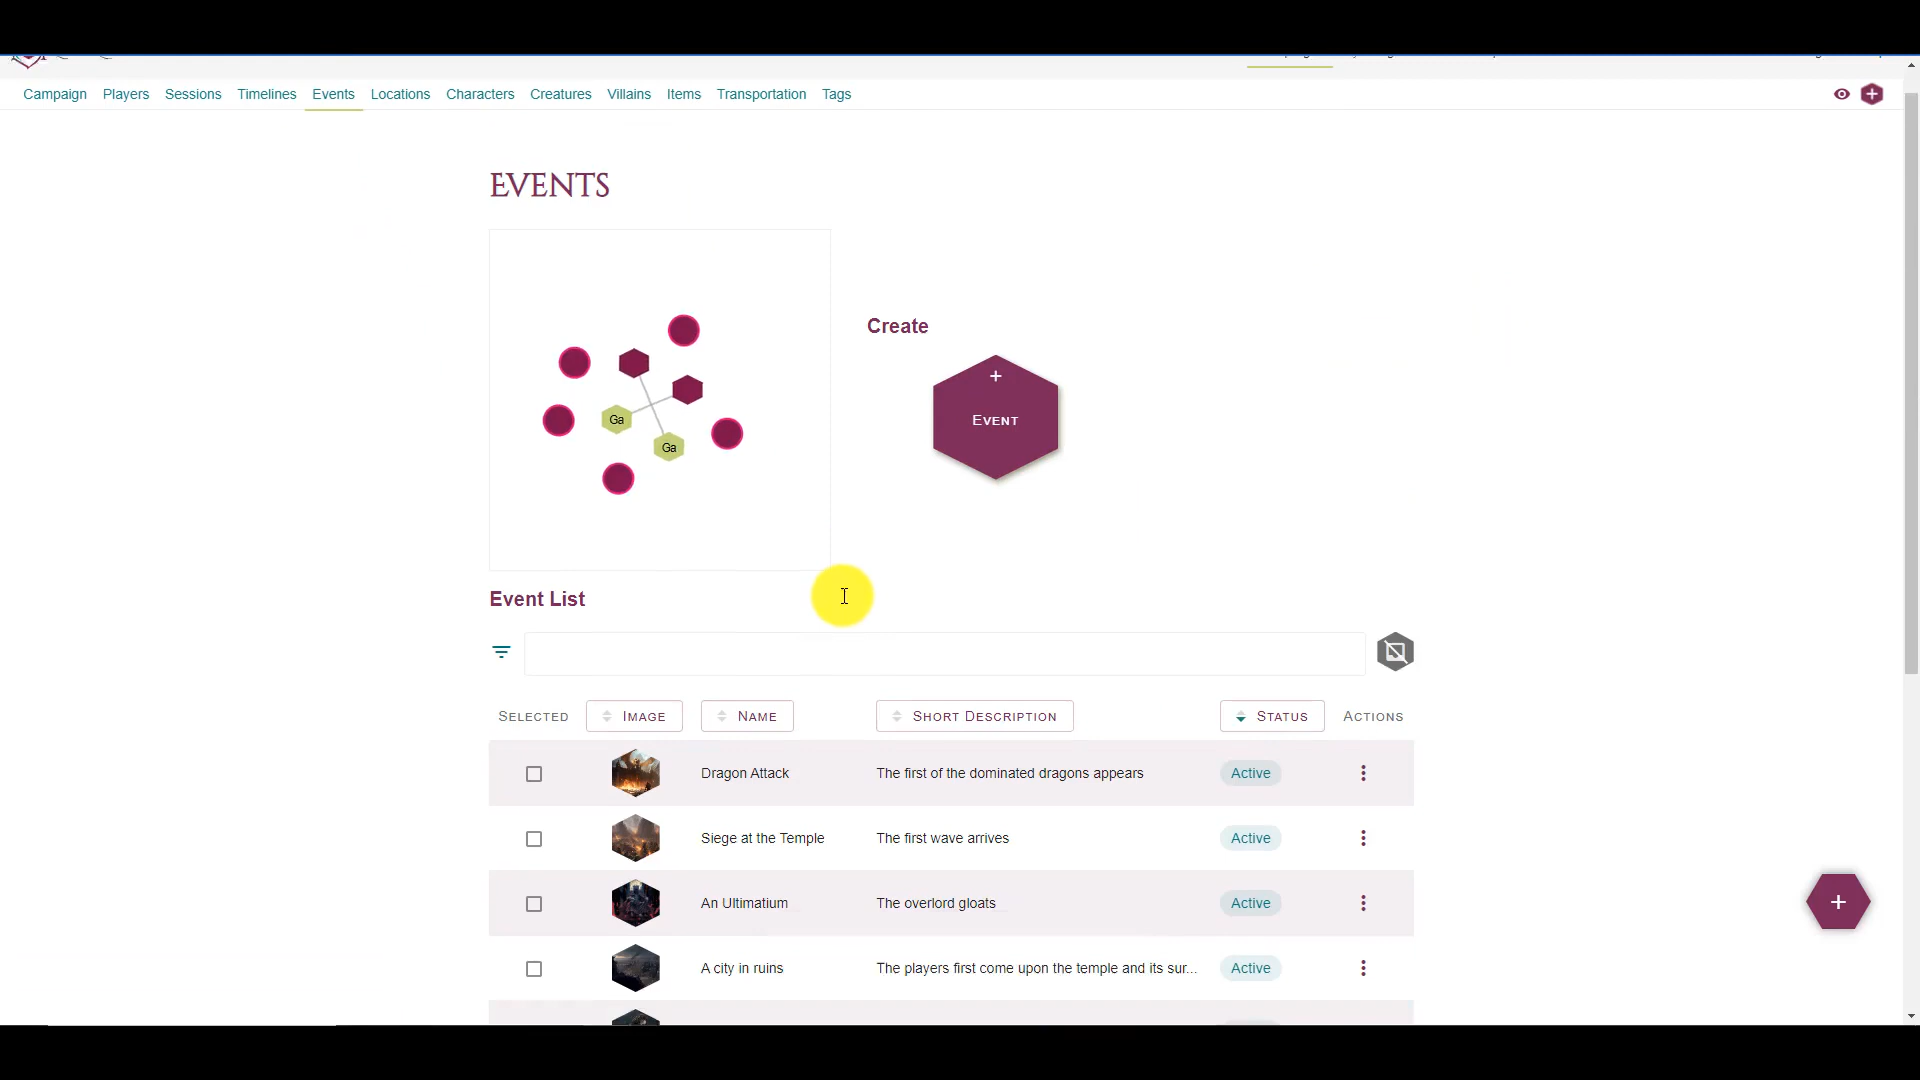 Campaign Players Sessions Timelines Events Locations Characters Creatures Villains Items Transportation Tags
EVENTS
Create
+
EVENT
Ga
Ga
Event List
SELECTED IMAGE NAME SHORT DESCRIPTION STATUS ACTIONS
Dragon Attack The first of the dominated dragons appears Active
Siege at the Temple The first wave arrives Active
An Ultimatium The overlord gloats Active
+
A city in ruins The players first come upon the temple and its sur... Active